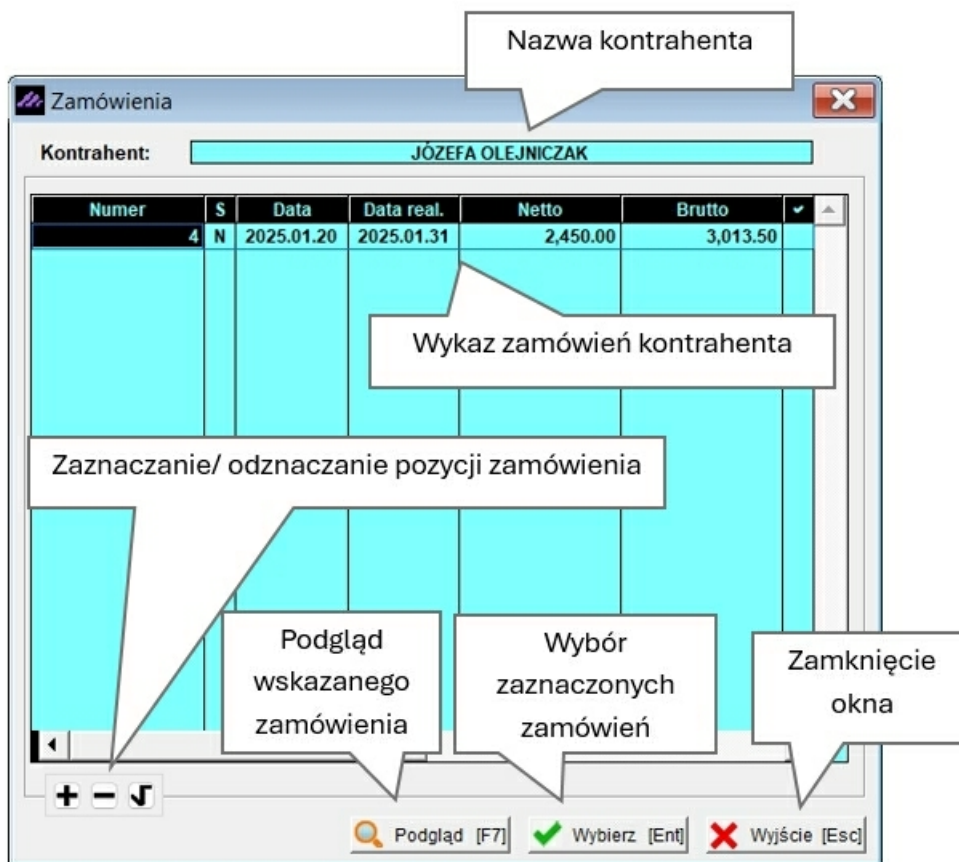 Nazwa kontrahenta
Zamówienia
Kontrahent: JÓZEFA OLEJNICZAK
Numer S Data Data real. Netto Brutto ✓
4 N 2025.01.20 2025.01.31 2,450.00 3,013.50
Wykaz zamówień kontrahenta
Zaznaczanie/ odznaczanie pozycji zamówienia
Podgląd
wskazanego
zamówienia
Wybór
zaznaczonych
zamówień
Zamknięcie
okna
Podgląd [F7] Wybierz [Ent] Wyjście [Esc]